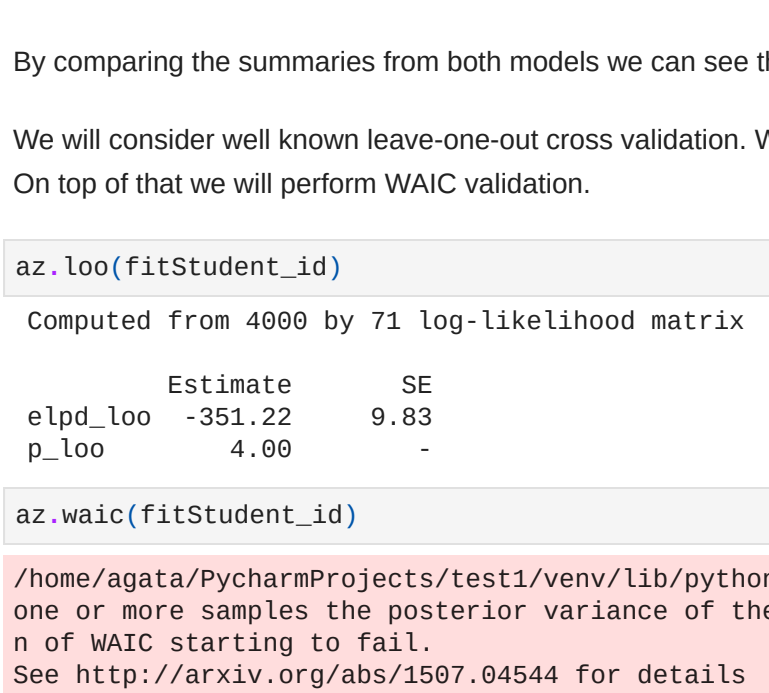 By comparing the summaries from both models we can see
We will consider well known leave-one-out cross validation.
On top of that we will perform WAIC validation.
az.loo(fitStudent_id)
Computed from 4000 by 71 log-likelihood matrix
Estimate SE
elpd_loo -351.22 9.83
p_loo 4.00 -
az.waic(fitStudent_id)
/home/agata/PycharmProjects/test1/venv/lib/python
one or more samples the posterior variance of the
n of WAIC starting to fail.
See http://arxiv.org/abs/1507.04544 for details